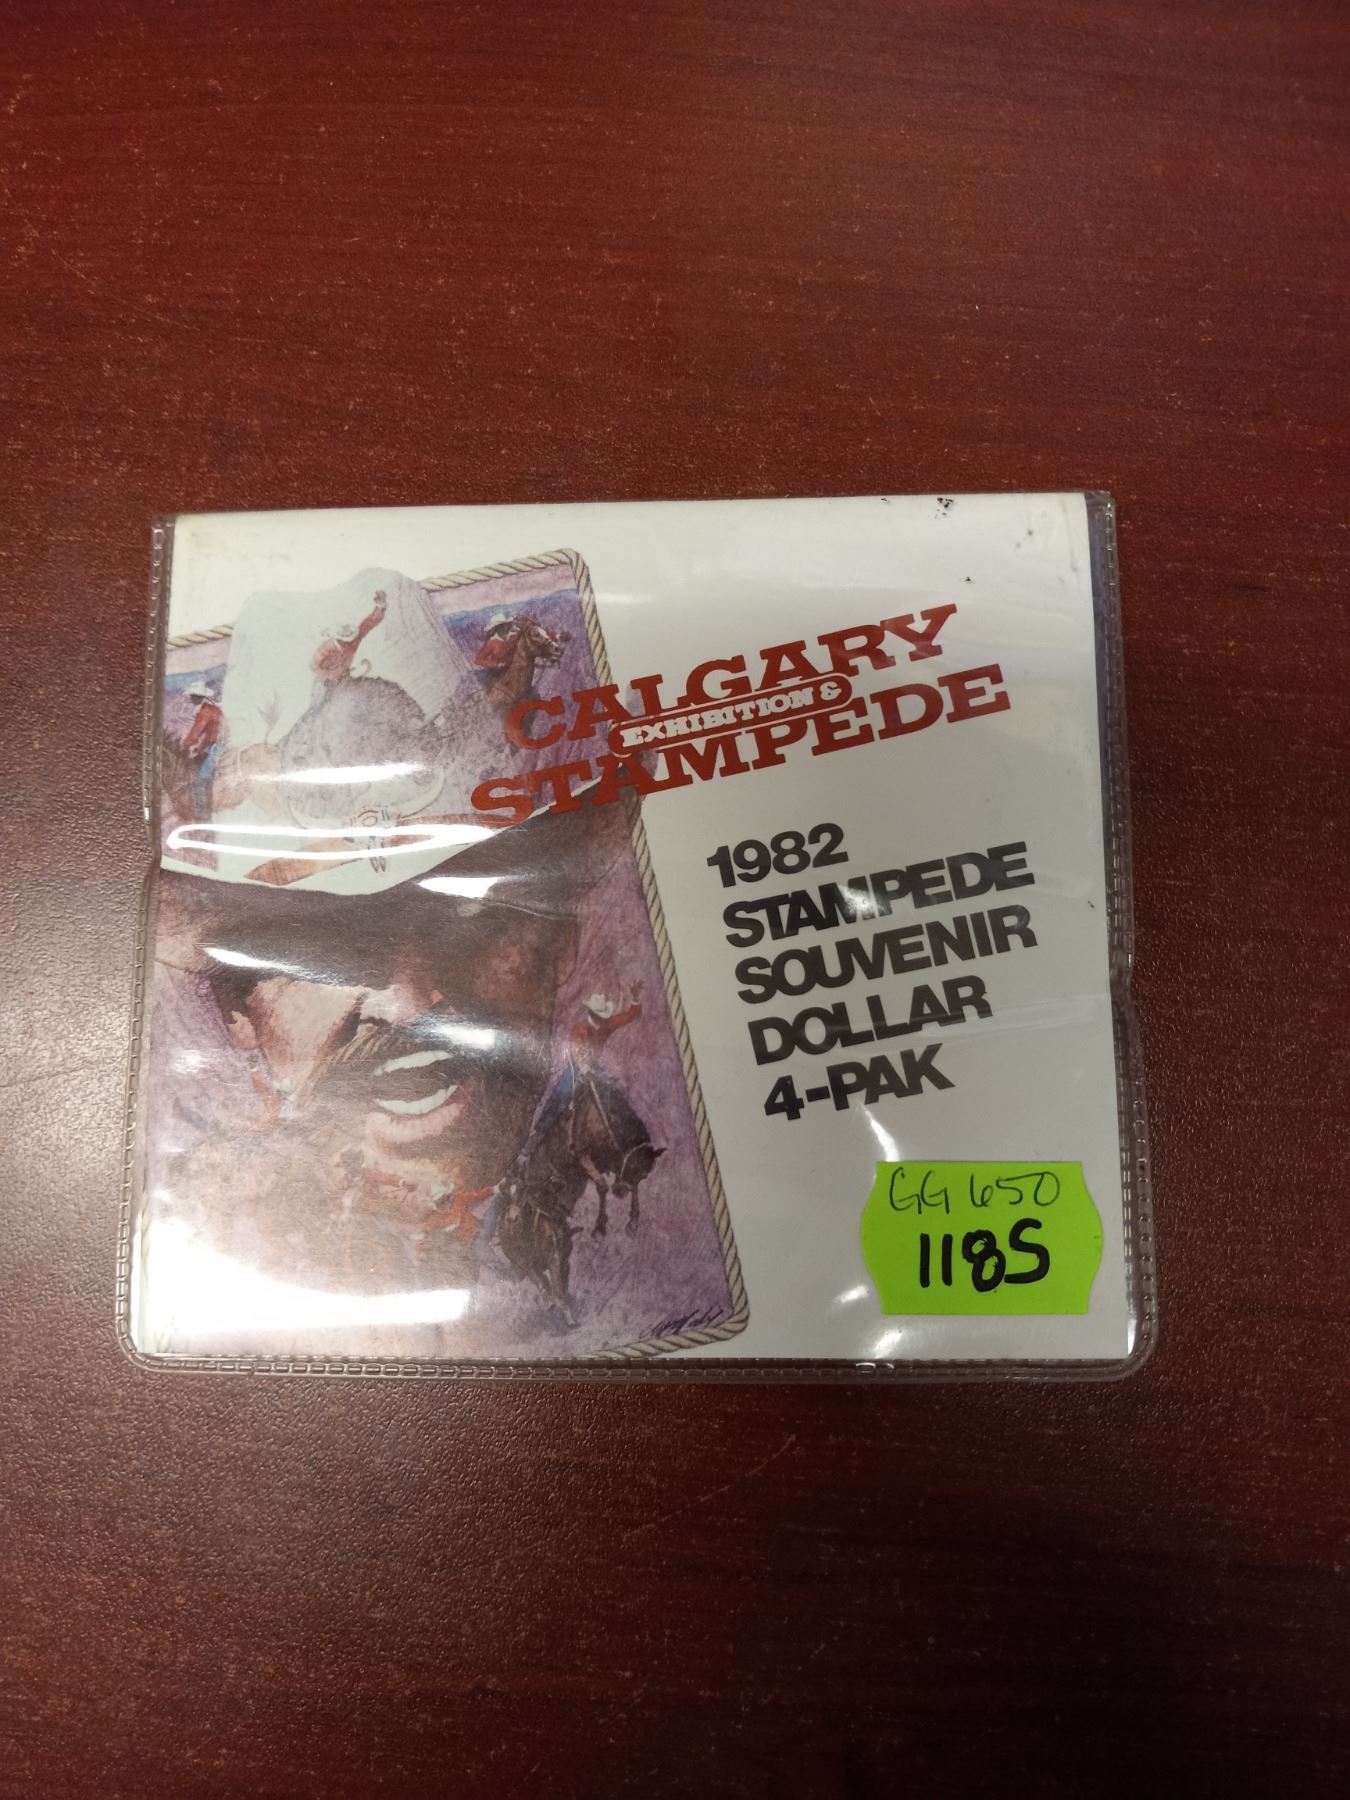 CALGARY
EXHIBITION &
STAMPEDE
1982
STAMPEDE
SOUVENIR
DOLLAR
4-PAK
GG 650
118S